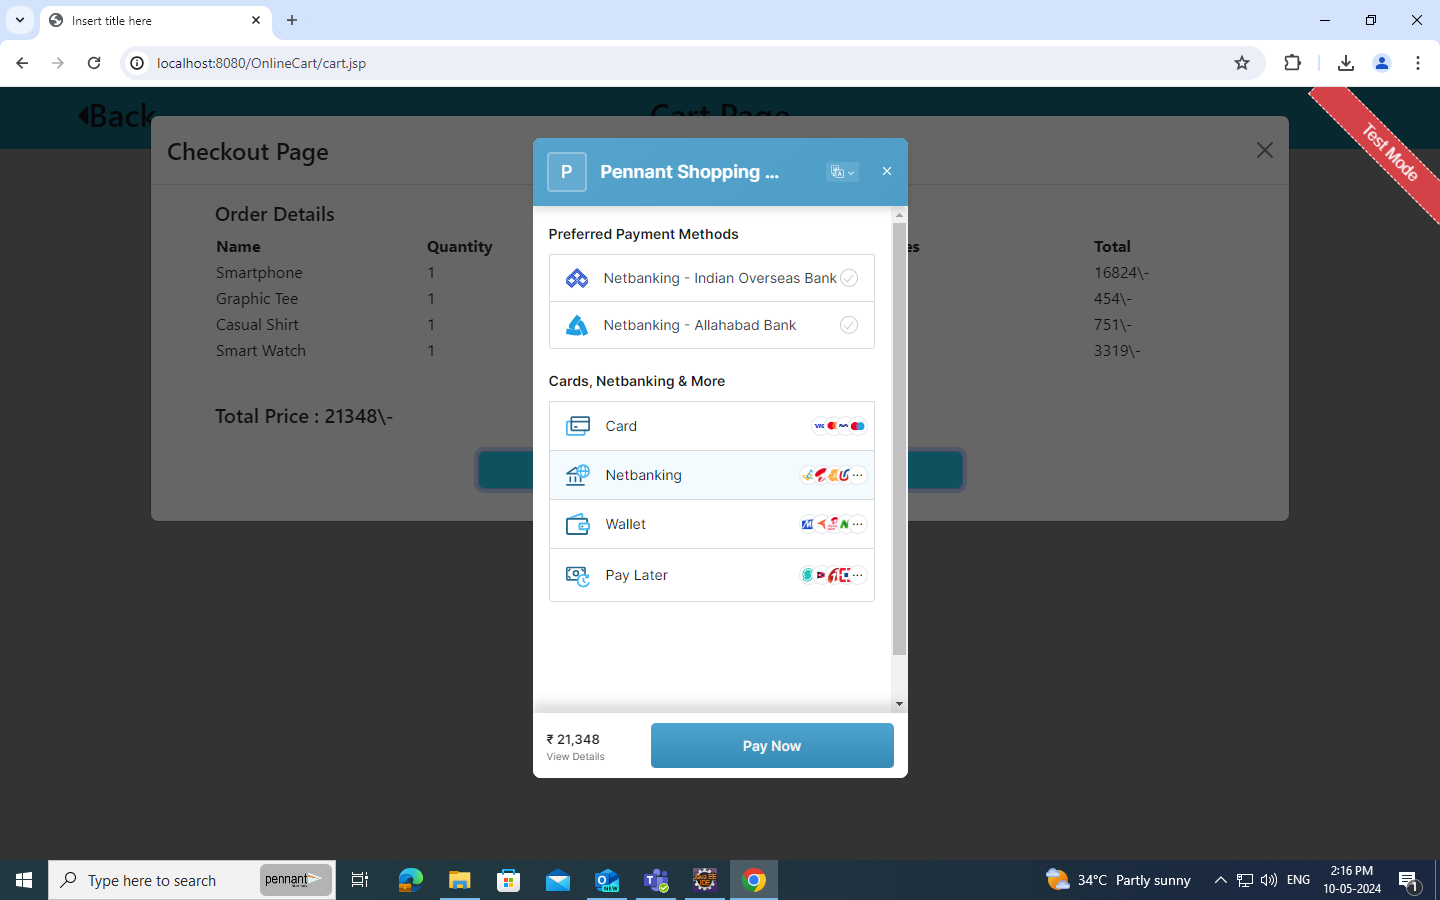 Insert title here
localhost:8080/OnlineCart/cart.jsp
Back
Cart Page
Test Mode
Checkout Page
Order Details
Name Quantity Total
Smartphone 1 16824\-
Graphic Tee 1 454\-
Casual Shirt 1 751\-
Smart Watch 1 3319\-
Total Price : 21348\-
P Pennant Shopping ...
Preferred Payment Methods
Netbanking - Indian Overseas Bank
Netbanking - Allahabad Bank
Cards, Netbanking & More
Card VISA
Netbanking
Wallet
Pay Later
₹ 21,348
View Details
Pay Now
Type here to search pennant
NEW
34°C Partly sunny
ENG
2:16 PM
10-05-2024
1